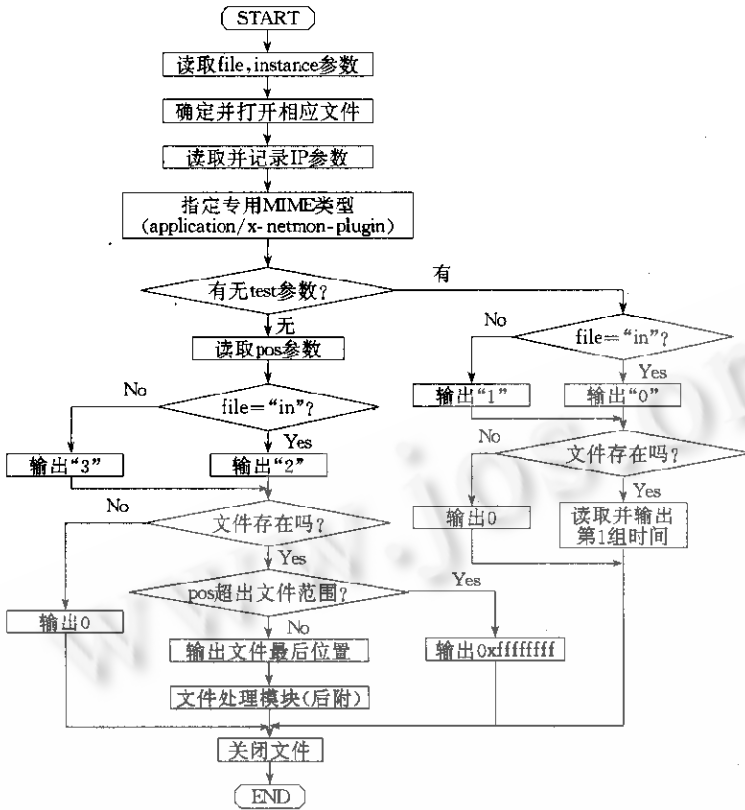 START
读取file,instance参数
确定并打开相应文件
读取并记录IP参数
指定专用MIME类型
(application/x-netmon-plugin)
有无test参数?
有
无
读取pos参数
No
file="in"?
Yes
输出"1"
输出"0"
No
file="in"?
Yes
输出"3"
输出"2"
No
文件存在吗?
Yes
输出0
读取并输出
第1组时间
No
文件存在吗?
Yes
pos超出文件范围?
Yes
No
输出0
输出文件最后位置
输出0xffffffff
文件处理模块(后附)
关闭文件
END
www.jos.or